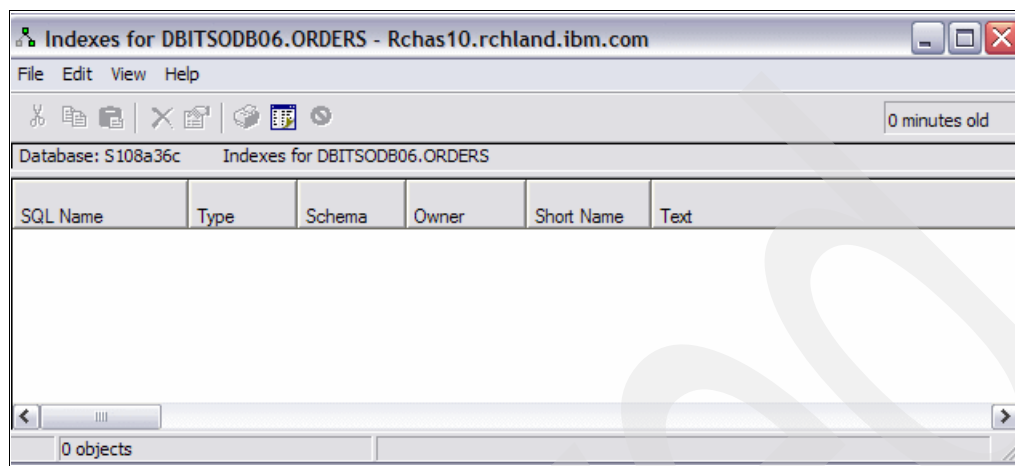 Indexes for DBITSODB06.ORDERS - Rchas10.rchland.ibm.com
File Edit View Help
0 minutes old
Database: S108a36c Indexes for DBITSODB06.ORDERS
SQL Name Type Schema Owner Short Name Text
0 objects